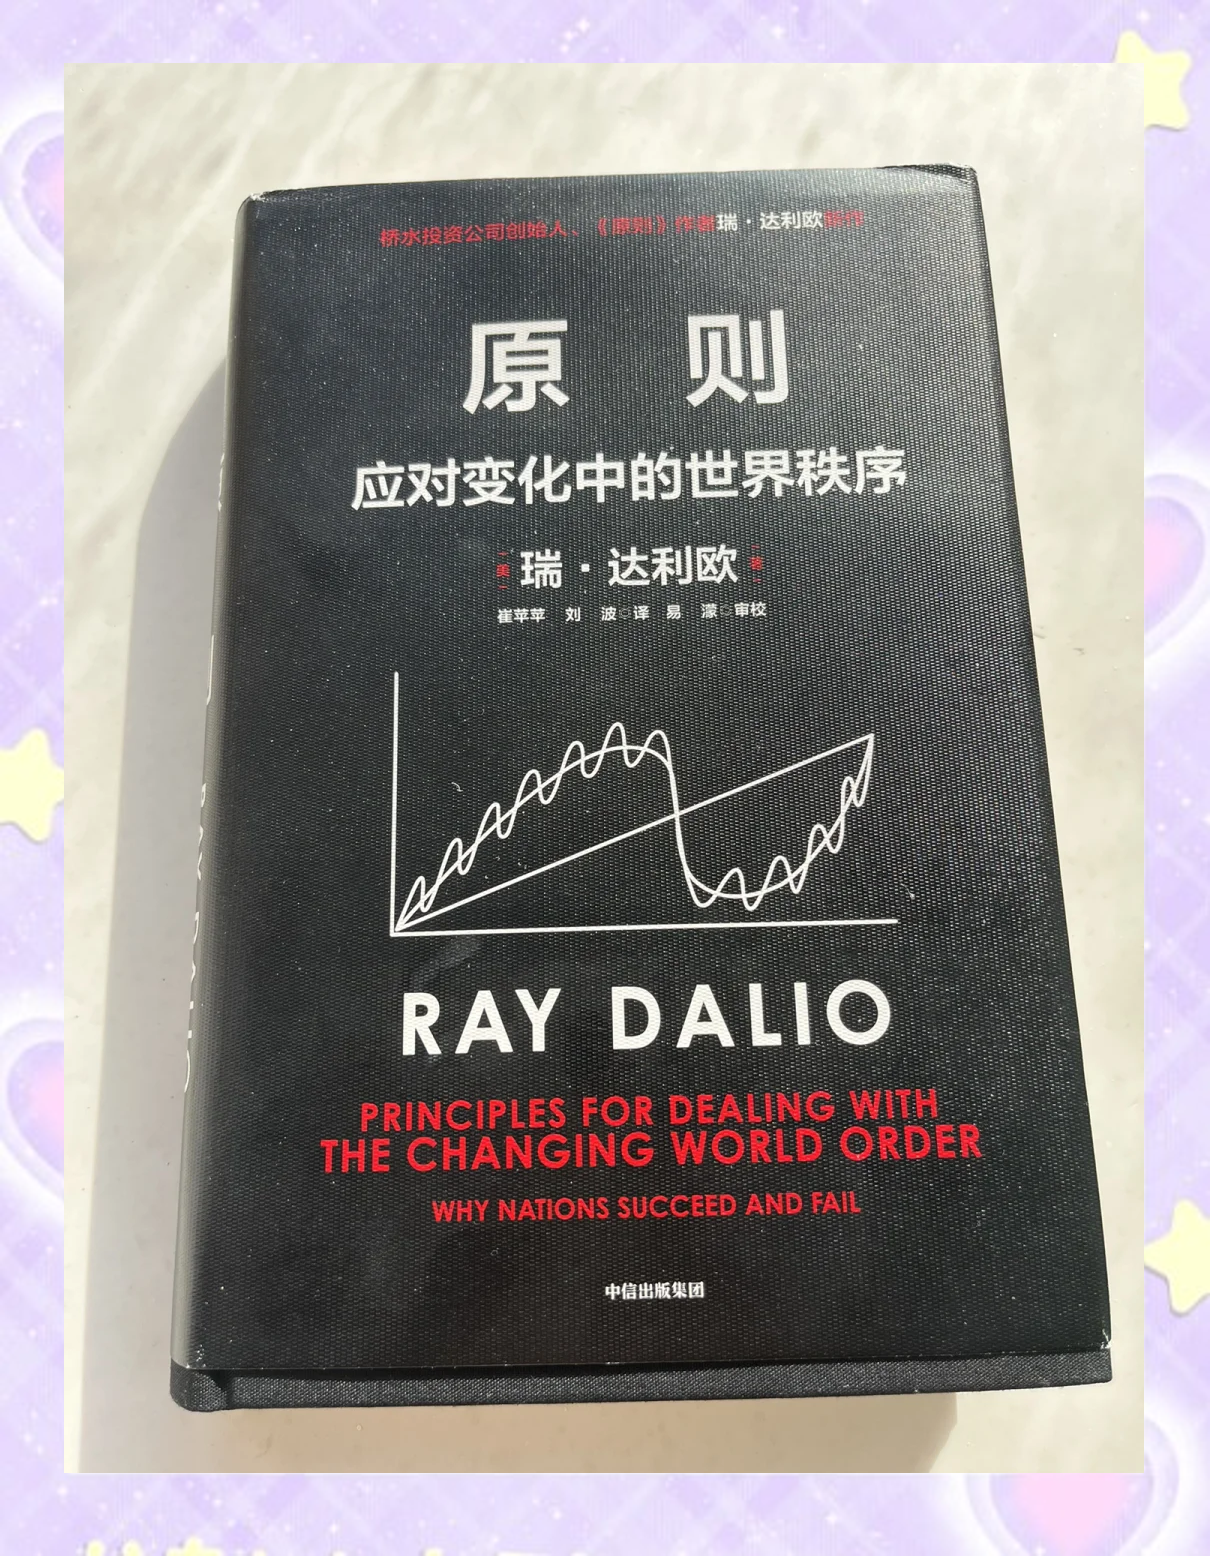 桥水投资公司创始人、《原则》作者瑞·达利欧新作
原 则
应对变化中的世界秩序
[美] 瑞·达利欧 著
崔苹苹 刘 波○译 易 瀿○审校
RAY DALIO
PRINCIPLES FOR DEALING WITH
THE CHANGING WORLD ORDER
WHY NATIONS SUCCEED AND FAIL
中信出版集团